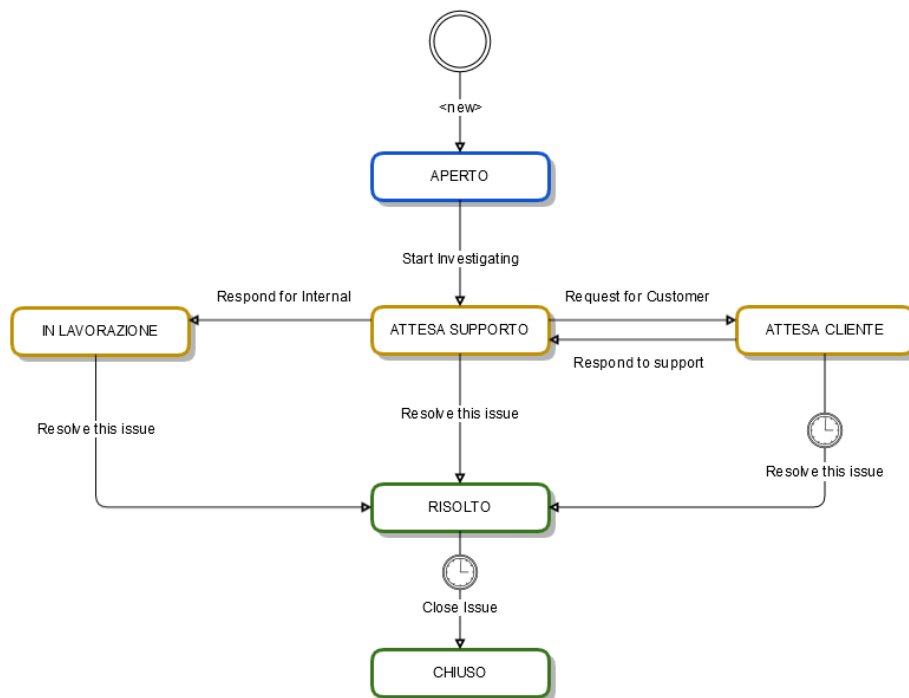 <new>
APERTO
Start Investigating
Respond for Internal
Request for Customer
IN LAVORAZIONE
ATTESA SUPPORTO
ATTESA CLIENTE
Respond to support
Resolve this issue
Resolve this issue
Resolve this issue
RISOLTO
Close Issue
CHIUSO